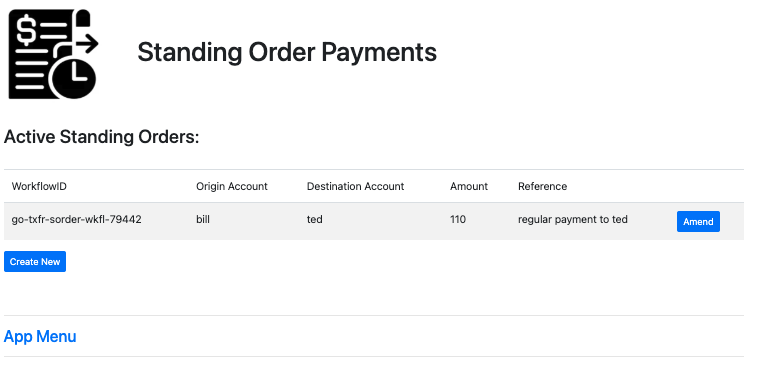 Standing Order Payments
Active Standing Orders:
WorkflowID Origin Account Destination Account Amount Reference
go-txfr-sorder-wkfl-79442 bill ted 110 regular payment to ted Amend
Create New
App Menu